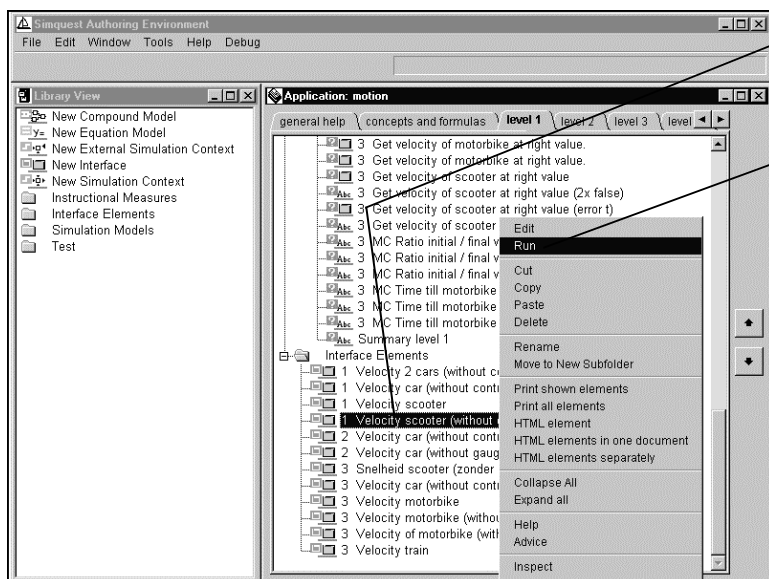 Simquest Authoring Environment
File Edit Window Tools Help Debug
Library View
New Compound Model
y= New Equation Model
New External Simulation Context
New Interface
New Simulation Context
Instructional Measures
Interface Elements
Simulation Models
Test
Application: motion
general help concepts and formulas level 1 level 2 level 3 level
3 Get velocity of motorbike at right value.
3 Get velocity of motorbike at right value.
3 Get velocity of scooter at right value
Abc 3 Get velocity of scooter at right value (2x false)
3 Get velocity of scooter at right value (error t)
Abc 3 Get velocity of scooter
Abc 3 MC Ratio initial / final v
Abc 3 MC Ratio initial / final v
Abc 3 MC Ratio initial / final v
Abc 3 MC Time till motorbike
Abc 3 MC Time till motorbike
Abc 3 MC Time till motorbike
Abc Summary level 1
Interface Elements
1 Velocity 2 cars (without c
1 Velocity car (without contr
1 Velocity scooter
1 Velocity scooter (without
2 Velocity car (without contr
2 Velocity car (without gaug
3 Snelheid scooter (zonder
3 Velocity car (without contr
3 Velocity motorbike
3 Velocity motorbike (withou
3 Velocity of motorbike (with
3 Velocity train
Edit
Run
Cut
Copy
Paste
Delete
Rename
Move to New Subfolder
Print shown elements
Print all elements
HTML element
HTML elements in one document
HTML elements separately
Collapse All
Expand all
Help
Advice
Inspect